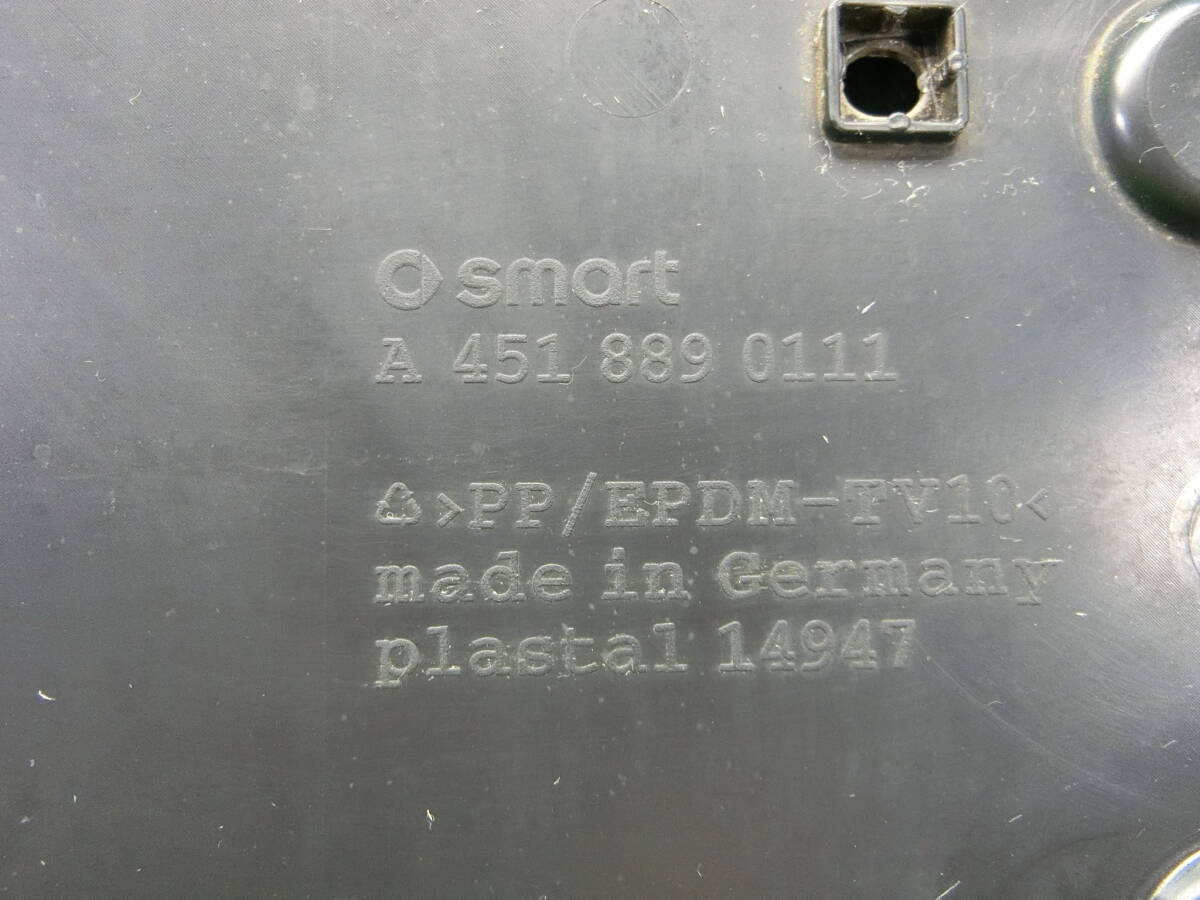 smart
A 451 889 0111
>PP/EPDM-TV10<
made in Germany
plastal 14947